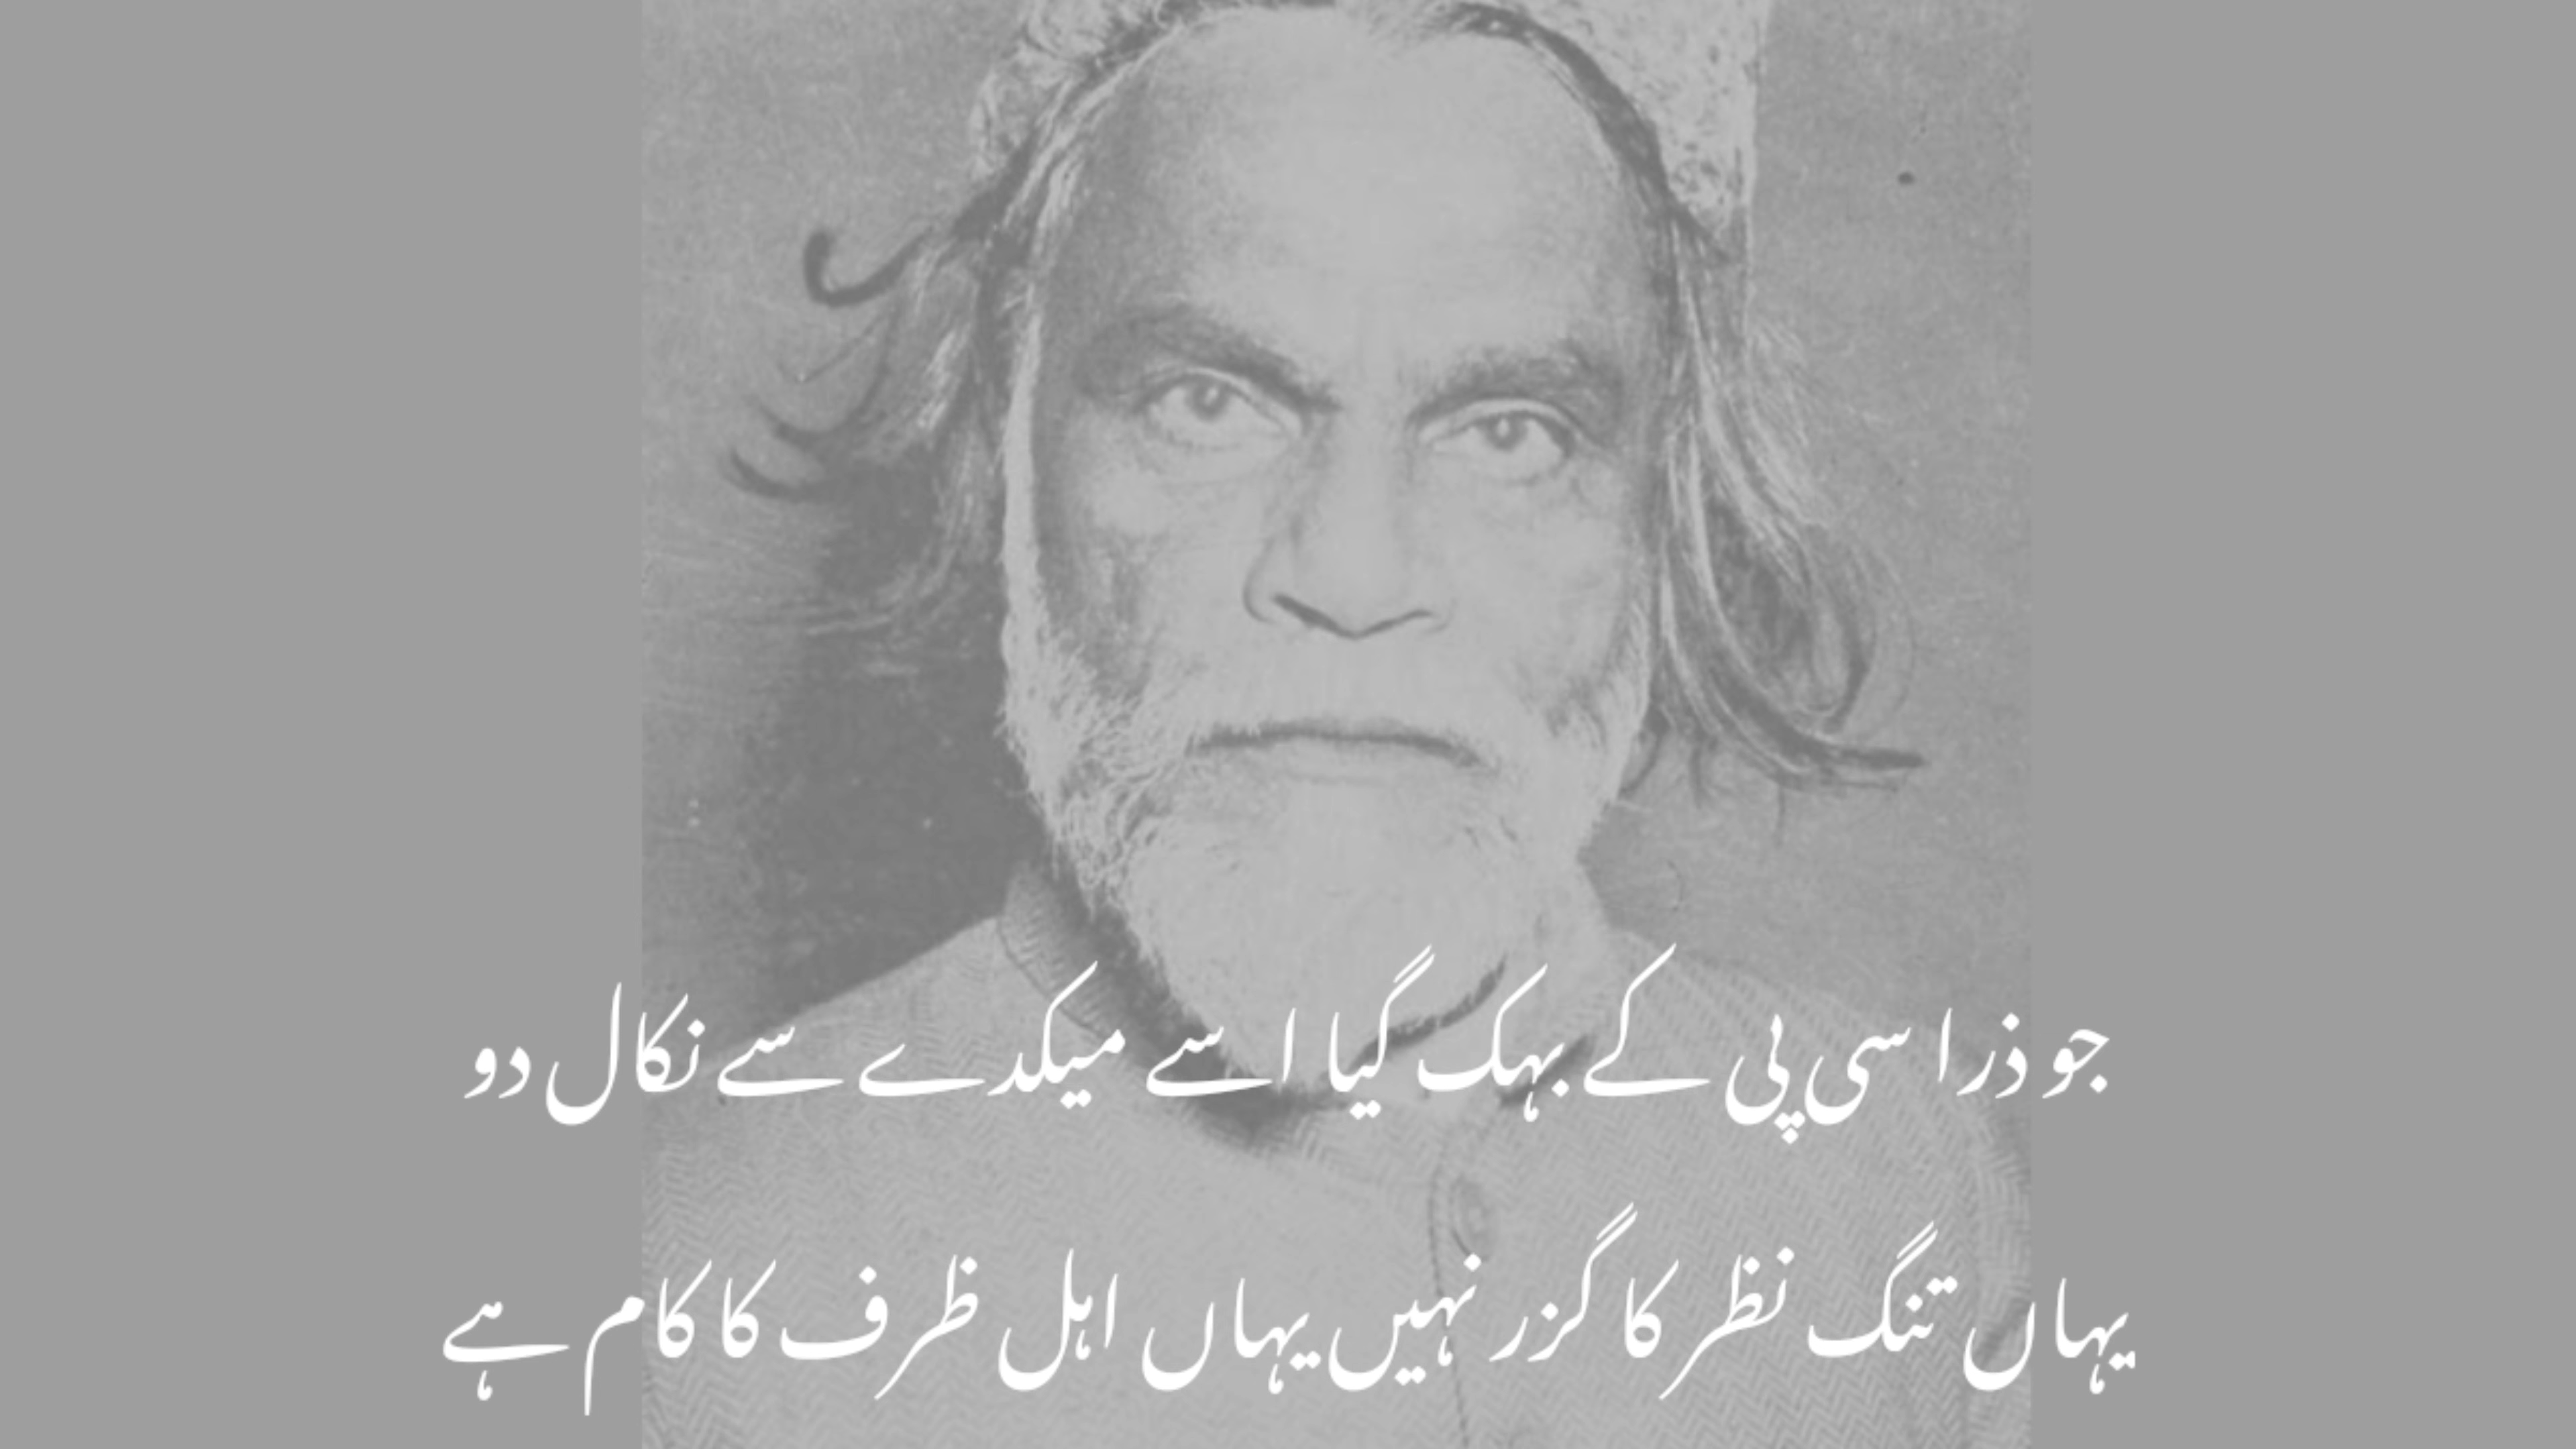 جو ذرا سی پی کے بہک گیا اسے میکدے سے نکال دو
یہاں تنگ نظر کا گزر نہیں یہاں اہل ظرف کا کام ہے